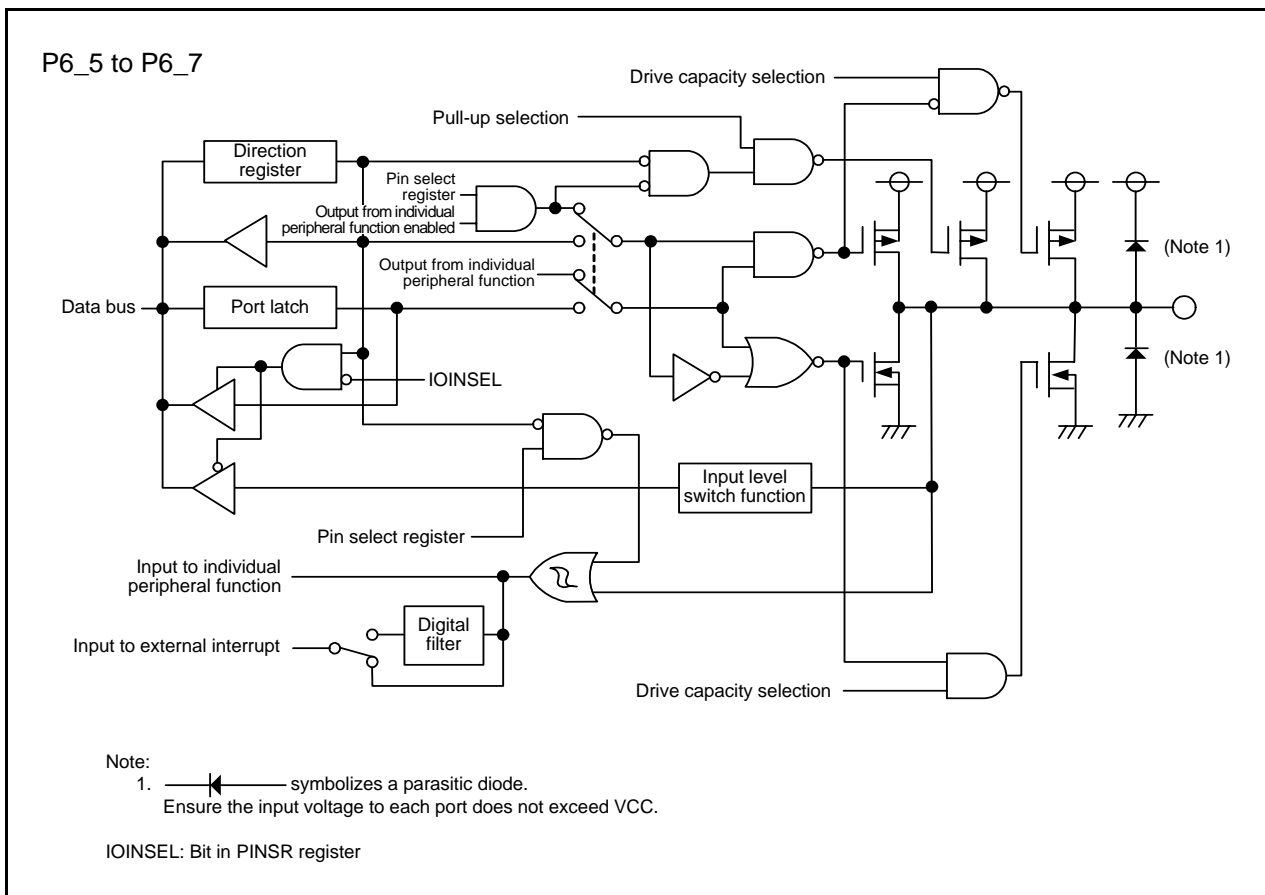 P6_5 to P6_7
Drive capacity selection
Pull-up selection
Direction
register
Pin select
register
Output from individual
peripheral function enabled
(Note 1)
Output from individual
peripheral function
Data bus
Port latch
(Note 1)
IOINSEL
Input level
switch function
Pin select register
Input to individual
peripheral function
Digital
filter
Input to external interrupt
Drive capacity selection
Note:
1. symbolizes a parasitic diode.
Ensure the input voltage to each port does not exceed VCC.
IOINSEL: Bit in PINSR register